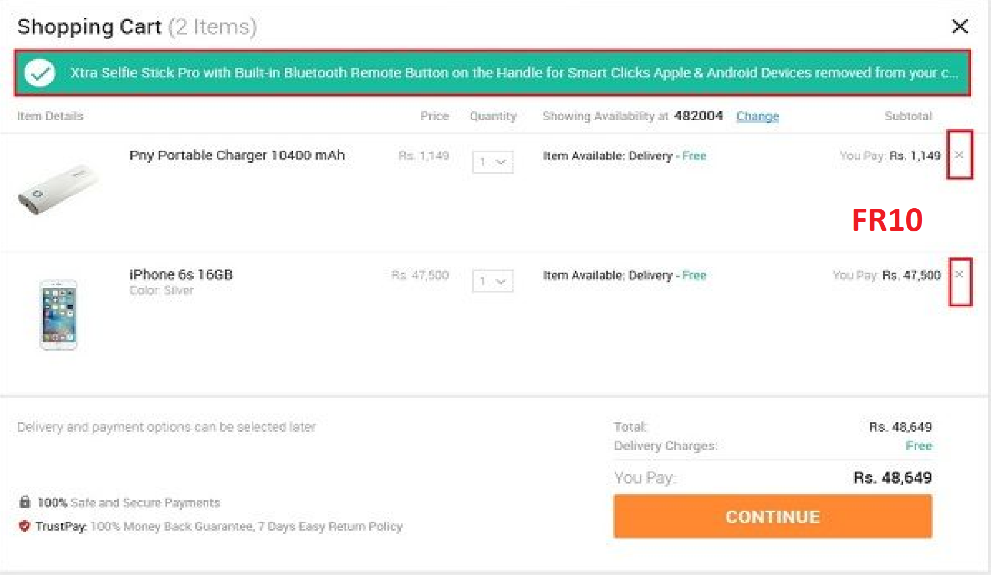 Shopping Cart (2 Items)
Xtra Selfie Stick Pro with Built-in Bluetooth Remote Button on the Handle for Smart Clicks Apple & Android Devices removed from your c...
Item Details Price Quantity Showing Availability at 482004 Change Subtotal
Pny Portable Charger 10400 mAh Rs. 1,149 1 Item Available: Delivery - Free You Pay: Rs. 1,149
FR10
iPhone 6s 16GB Rs. 47,500 1 Item Available: Delivery - Free You Pay: Rs. 47,500
Color: Silver
Delivery and payment options can be selected later
Total: Rs. 48,649
Delivery Charges: Free
You Pay: Rs. 48,649
100% Safe and Secure Payments
CONTINUE
TrustPay: 100% Money Back Guarantee, 7 Days Easy Return Policy